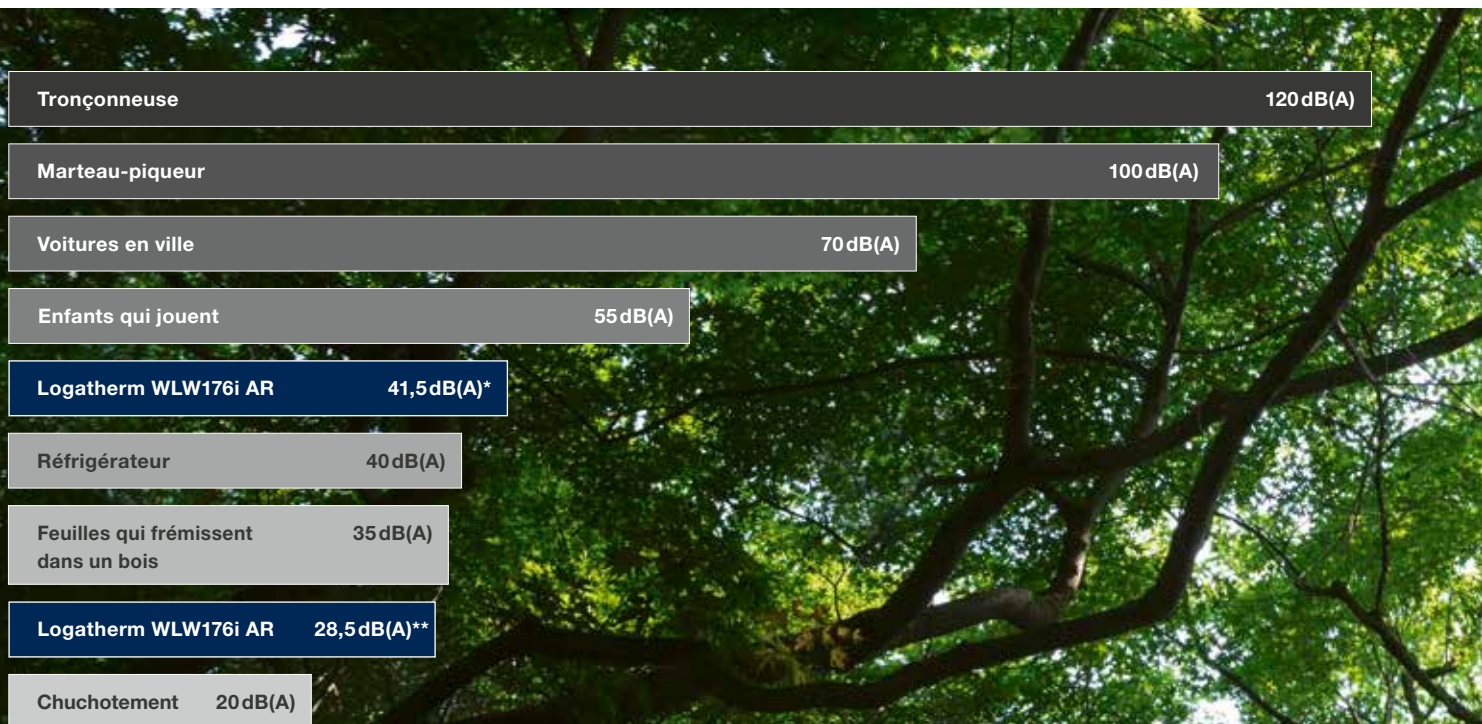 Tronçonneuse 120 dB(A)
Marteau-piqueur 100 dB(A)
Voitures en ville 70 dB(A)
Enfants qui jouent 55 dB(A)
Logatherm WLW176i AR 41,5 dB(A)*
Réfrigérateur 40 dB(A)
Feuilles qui frémissent 35 dB(A)
dans un bois
Logatherm WLW176i AR 28,5 dB(A)**
Chuchotement 20 dB(A)